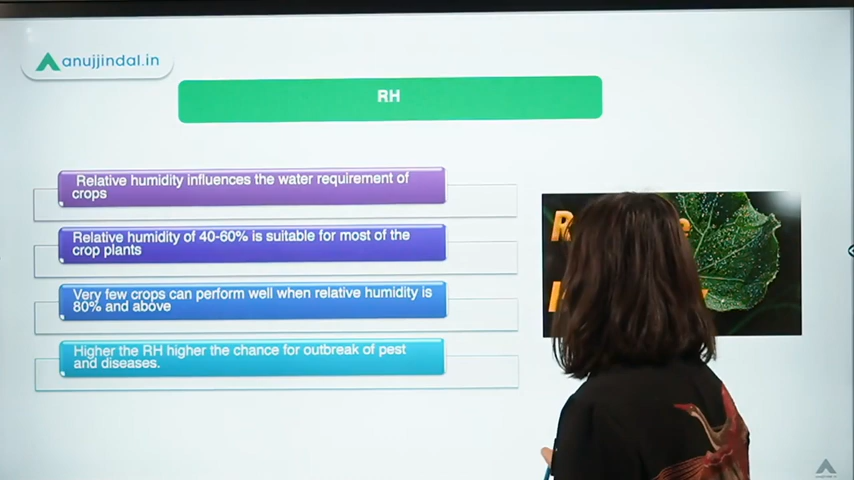 anujjindal.in
RH
Relative humidity influences the water requirement of
crops
Relative humidity of 40-60% is suitable for most of the
crop plants
Very few crops can perform well when relative humidity is
80% and above
Higher the RH higher the chance for outbreak of pest
and diseases.